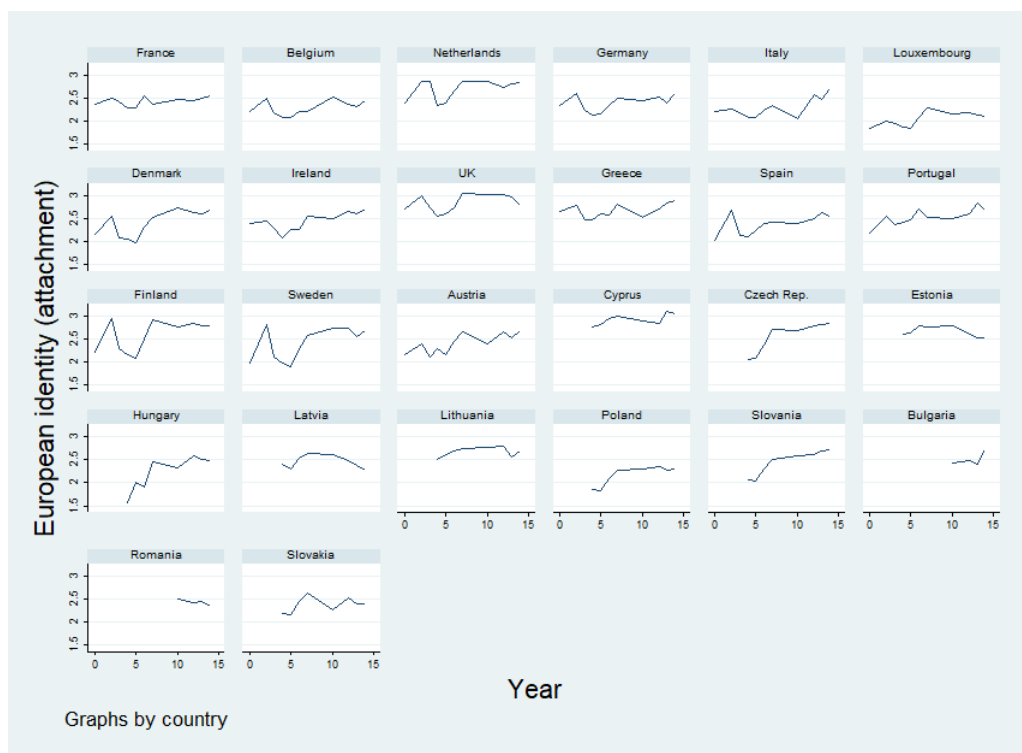 France Belgium Netherlands Germany Italy Louxembourg
3
2.5
2
1.5
Denmark Ireland UK Greece Spain Portugal
3
2.5
2
1.5
Finland Sweden Austria Cyprus Czech Rep. Estonia
3
2.5
2
1.5
Hungary Latvia Lithuania Poland Slovania Bulgaria
3
2.5
2
1.5
0 5 10 15 0 5 10 15 0 5 10 15 0 5 10 15
Romania Slovakia
3
2.5
2
1.5
0 5 10 15 0 5 10 15
European identity (attachment)
Year
Graphs by country